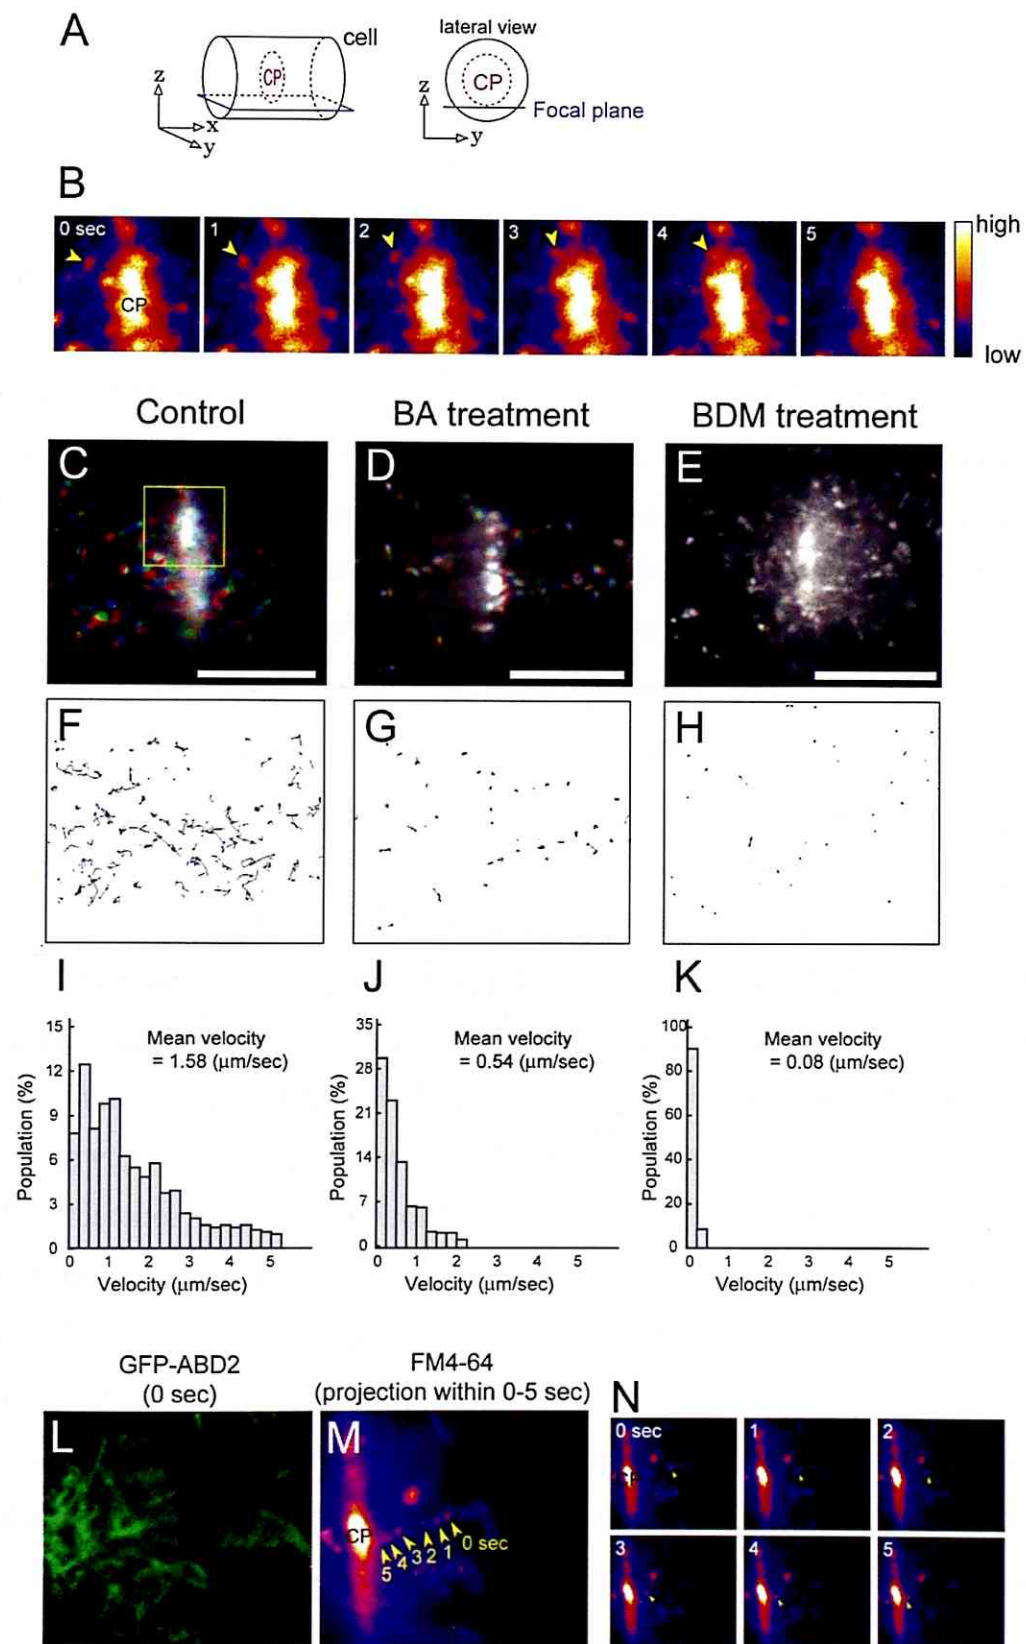 A
cell
CP
z
x
y
lateral view
CP
z
y
Focal plane
B
0 sec
1
2
3
4
5
CP
high
low
Control
BA treatment
BDM treatment
C
D
E
F
G
H
I
J
K
Mean velocity
= 1.58 (μm/sec)
Population (%)
15
12
9
6
3
0
0 1 2 3 4 5
Velocity (μm/sec)
Mean velocity
= 0.54 (μm/sec)
Population (%)
35
28
21
14
7
0
0 1 2 3 4 5
Velocity (μm/sec)
Mean velocity
= 0.08 (μm/sec)
Population (%)
100
80
60
40
20
0
0 1 2 3 4 5
Velocity (μm/sec)
GFP-ABD2
(0 sec)
FM4-64
(projection within 0-5 sec)
L
M
CP
0 sec
1
2
3
4
5
N
0 sec
CP
1
2
3
4
5